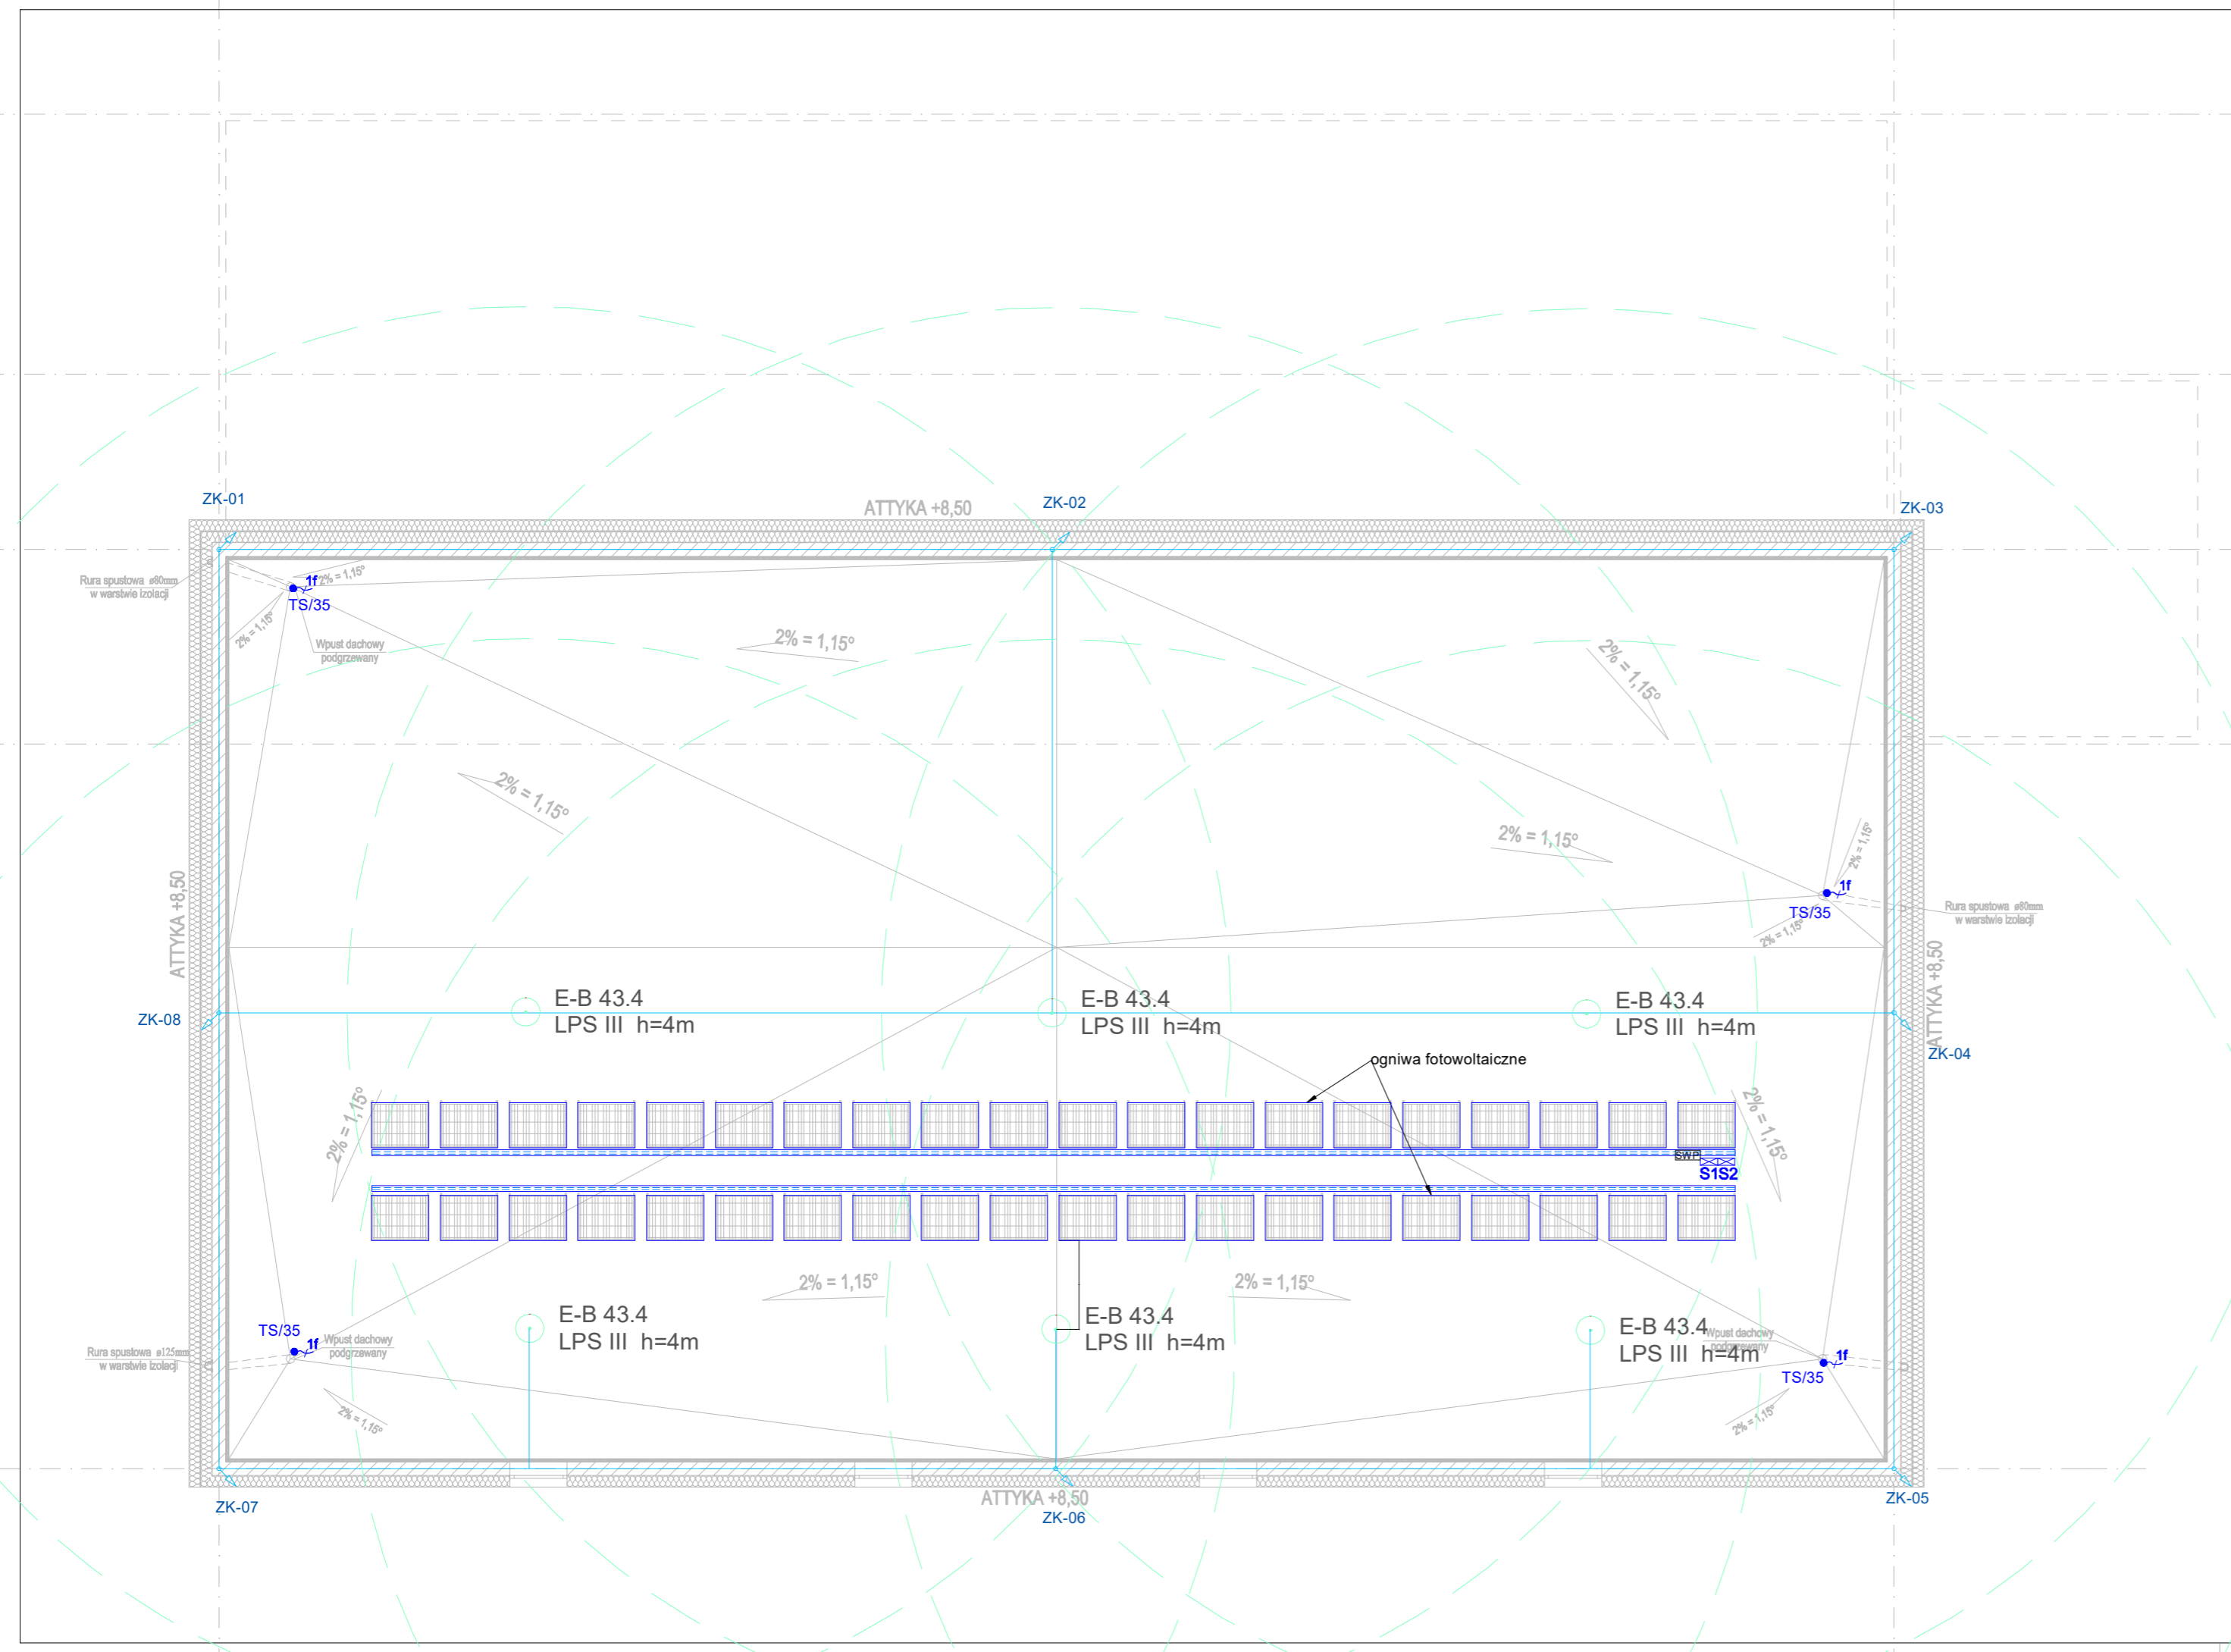 ZK-01
ATTYKA +8,50
ZK-02
ZK-03
Rura spustowa ø80mm
w warstwie izolacji
1f
2% = 1,15°
TS/35
2% = 1,15°
Wpust dachowy
podgrzewany
2% = 1,15°
2% = 1,15°
2% = 1,15°
2% = 1,15°
2% = 1,15°
1f
TS/35
2% = 1,15°
Rura spustowa ø80mm
w warstwie izolacji
ATTYKA +8,50
ATTYKA +8,50
E-B 43.4
LPS III h=4m
E-B 43.4
LPS III h=4m
E-B 43.4
LPS III h=4m
ZK-08
ZK-04
ogniwa fotowoltaiczne
2% = 1,15°
2% = 1,15°
SWP
S1S2
2% = 1,15°
2% = 1,15°
E-B 43.4
LPS III h=4m
E-B 43.4
LPS III h=4m
E-B 43.4
LPS III h=4m
TS/35
1f
Wpust dachowy
podgrzewany
Rura spustowa ø125mm
w warstwie izolacji
Wpust dachowy
podgrzewany
1f
TS/35
2% = 1,15°
2% = 1,15°
ATTYKA +8,50
ZK-07
ZK-06
ZK-05